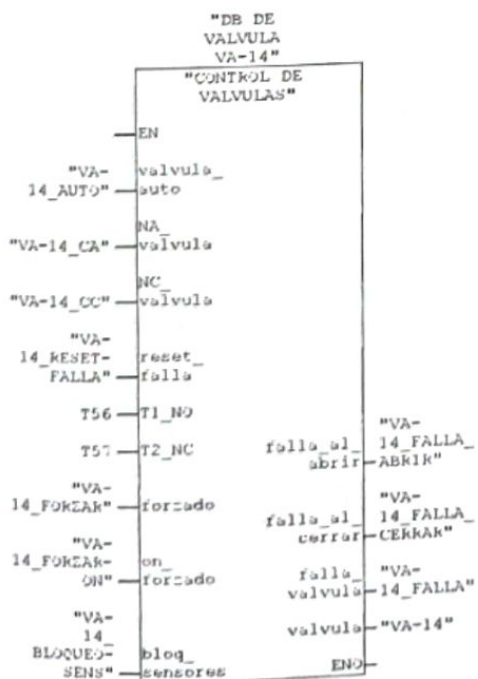 "DB DE
VALVULA
VA-14"
"CONTROL DE
VALVULAS"
EN
"VA-
14_AUTO"
valvula_
auto
"VA-14_CA"
NA_
valvula
"VA-14_CC"
NC_
valvula
"VA-
14_RESET-
FALLA"
reset_
falla
T56
T1_NO
T57
T2_NC
"VA-
14_FORZAR"
forzado
"VA-
14_FORZAR-
ON"
on_
forzado
"VA-
14_
BLOQUEO-
SENS"
bloq_
sensores
falla_al_
abrir
"VA-
14_FALLA_
ABRIR"
falla_al_
cerrar
"VA-
14_FALLA_
CERRAR"
falla_
valvula
"VA-
14_FALLA"
valvula
"VA-14"
ENO